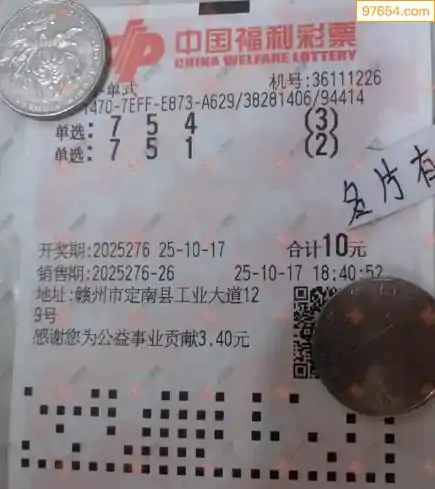 97654.com
中国福利彩票
CHINA WELFARE LOTTERY
单式 机号:36111226
1470-7EFF-E873-A629/38281406/94414
单选: 7 5 4 (3)
单选: 7 5 1 (2)
开奖期:2025276 25-10-17 合计10元
销售期:2025276-26 25-10-17 18:40:52
地址:赣州市定南县工业大道12
9号
感谢您为公益事业贡献3.40元